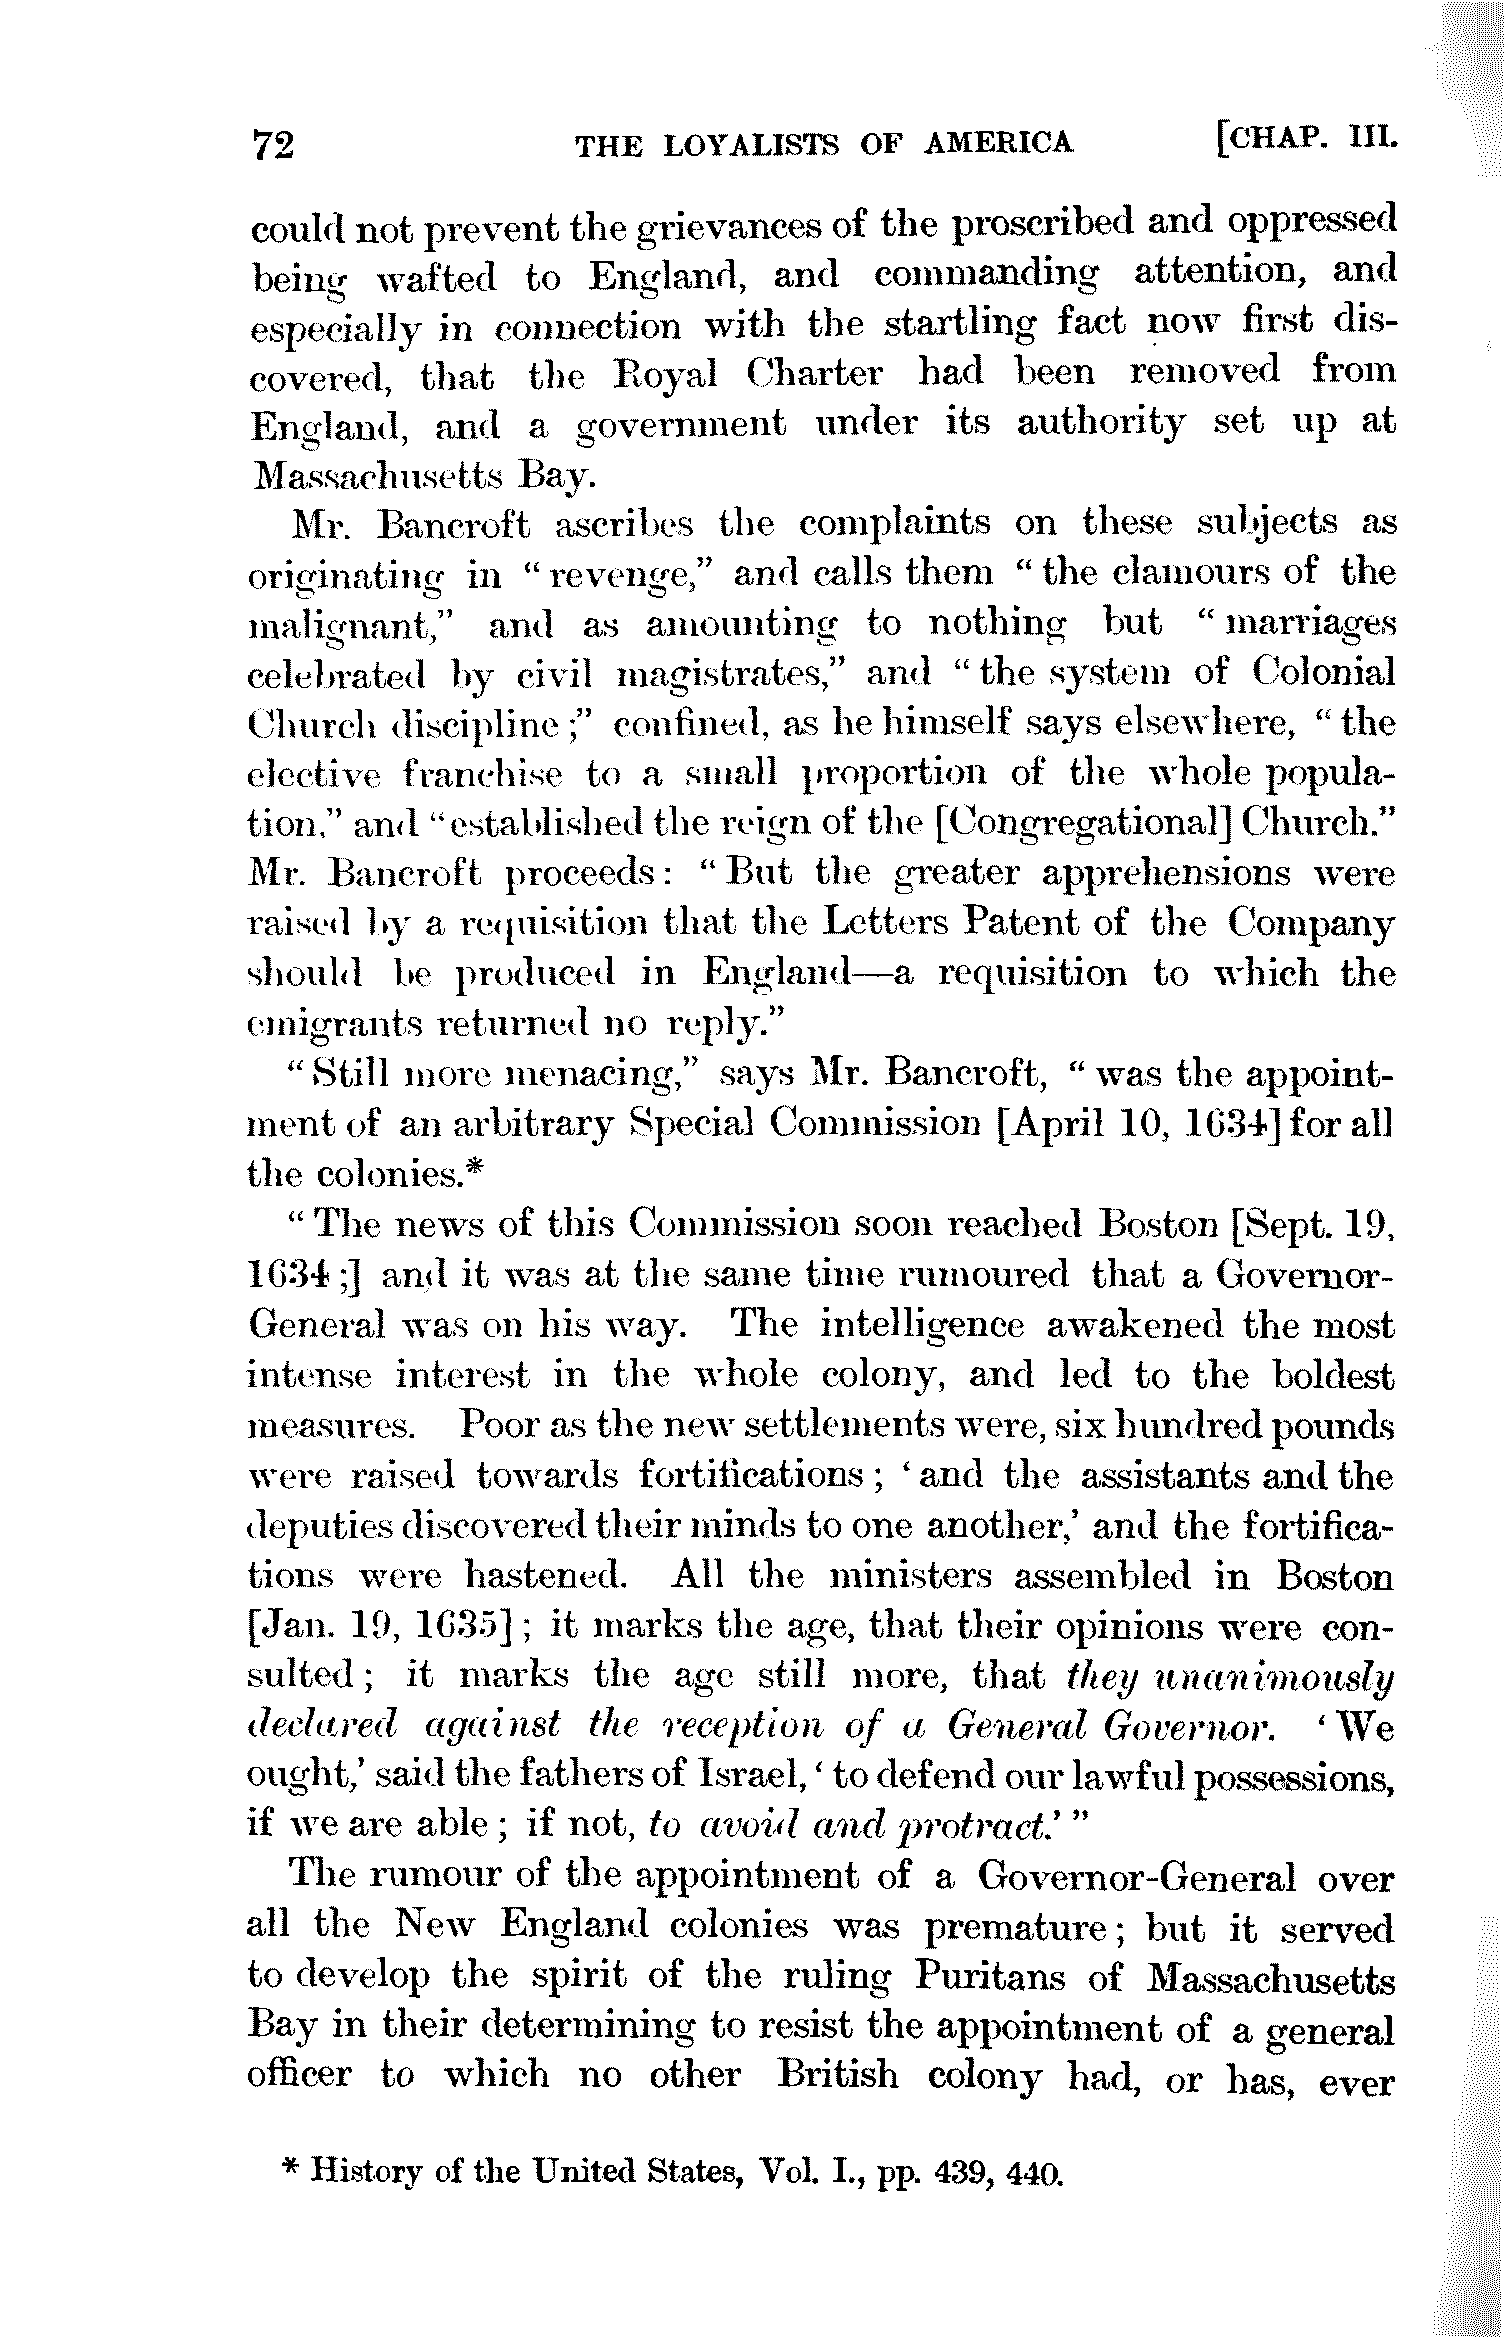 72 THE LOYALISTS OF AMERICA [CHAP. III.
could not prevent the grievances of the proscribed and oppressed
being wafted to England, and commanding attention, and
especially in connection with the startling fact now first dis-
covered, that the Royal Charter had been removed from
England, and a government under its authority set up at
Massachusetts Bay.
Mr. Bancroft ascribes the complaints on these subjects as
originating in “revenge,” and calls them “the clamours of the
malignant,” and as amounting to nothing but “marriages
celebrated by civil magistrates,” and “the system of Colonial
Church discipline;” confined, as he himself says elsewhere, “the
elective franchise to a small proportion of the whole popula-
tion,” and “established the reign of the [Congregational] Church.”
Mr. Bancroft proceeds: “But the greater apprehensions were
raised by a requisition that the Letters Patent of the Company
should be produced in England—a requisition to which the
emigrants returned no reply.”
“Still more menacing,” says Mr. Bancroft, “was the appoint-
ment of an arbitrary Special Commission [April 10, 1634] for all
the colonies.*
“The news of this Commission soon reached Boston [Sept. 19,
1634;] and it was at the same time rumoured that a Governor-
General was on his way. The intelligence awakened the most
intense interest in the whole colony, and led to the boldest
measures. Poor as the new settlements were, six hundred pounds
were raised towards fortifications; ‘and the assistants and the
deputies discovered their minds to one another,’ and the fortifica-
tions were hastened. All the ministers assembled in Boston
[Jan. 19, 1635]; it marks the age, that their opinions were con-
sulted; it marks the age still more, that they unanimously
declared against the reception of a General Governor. ‘We
ought,’ said the fathers of Israel, ‘to defend our lawful possessions,
if we are able; if not, to avoid and protract.’”
The rumour of the appointment of a Governor-General over
all the New England colonies was premature; but it served
to develop the spirit of the ruling Puritans of Massachusetts
Bay in their determining to resist the appointment of a general
officer to which no other British colony had, or has, ever
* History of the United States, Vol. I., pp. 439, 440.